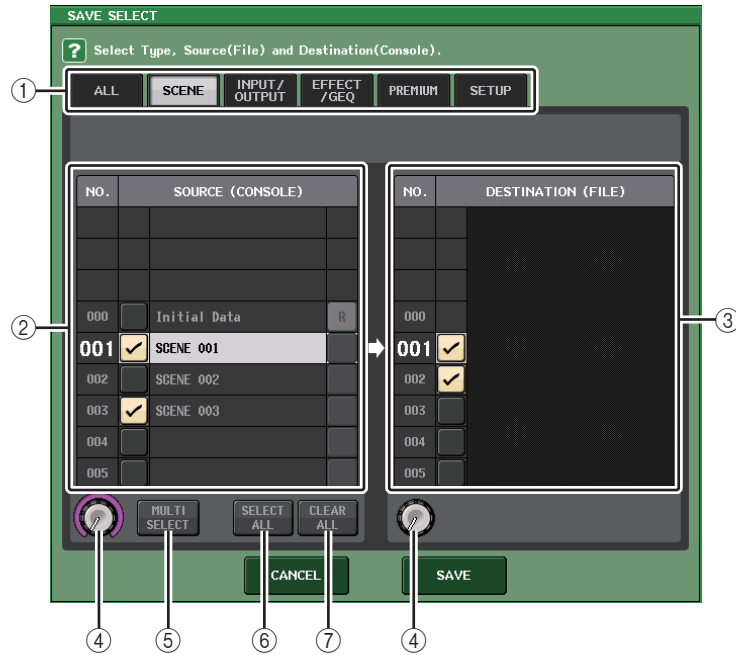 SAVE SELECT
? Select Type, Source(File) and Destination(Console).
① ALL SCENE INPUT/ OUTPUT EFFECT /GEQ PREMIUM SETUP
NO. SOURCE (CONSOLE) NO. DESTINATION (FILE)
② 000 Initial Data R 000 ③
001 SCENE 001 001
002 SCENE 002 002
003 SCENE 003 003
004 004
005 005
MULTI SELECT SELECT ALL CLEAR ALL
CANCEL SAVE
④ ⑤ ⑥ ⑦ ④